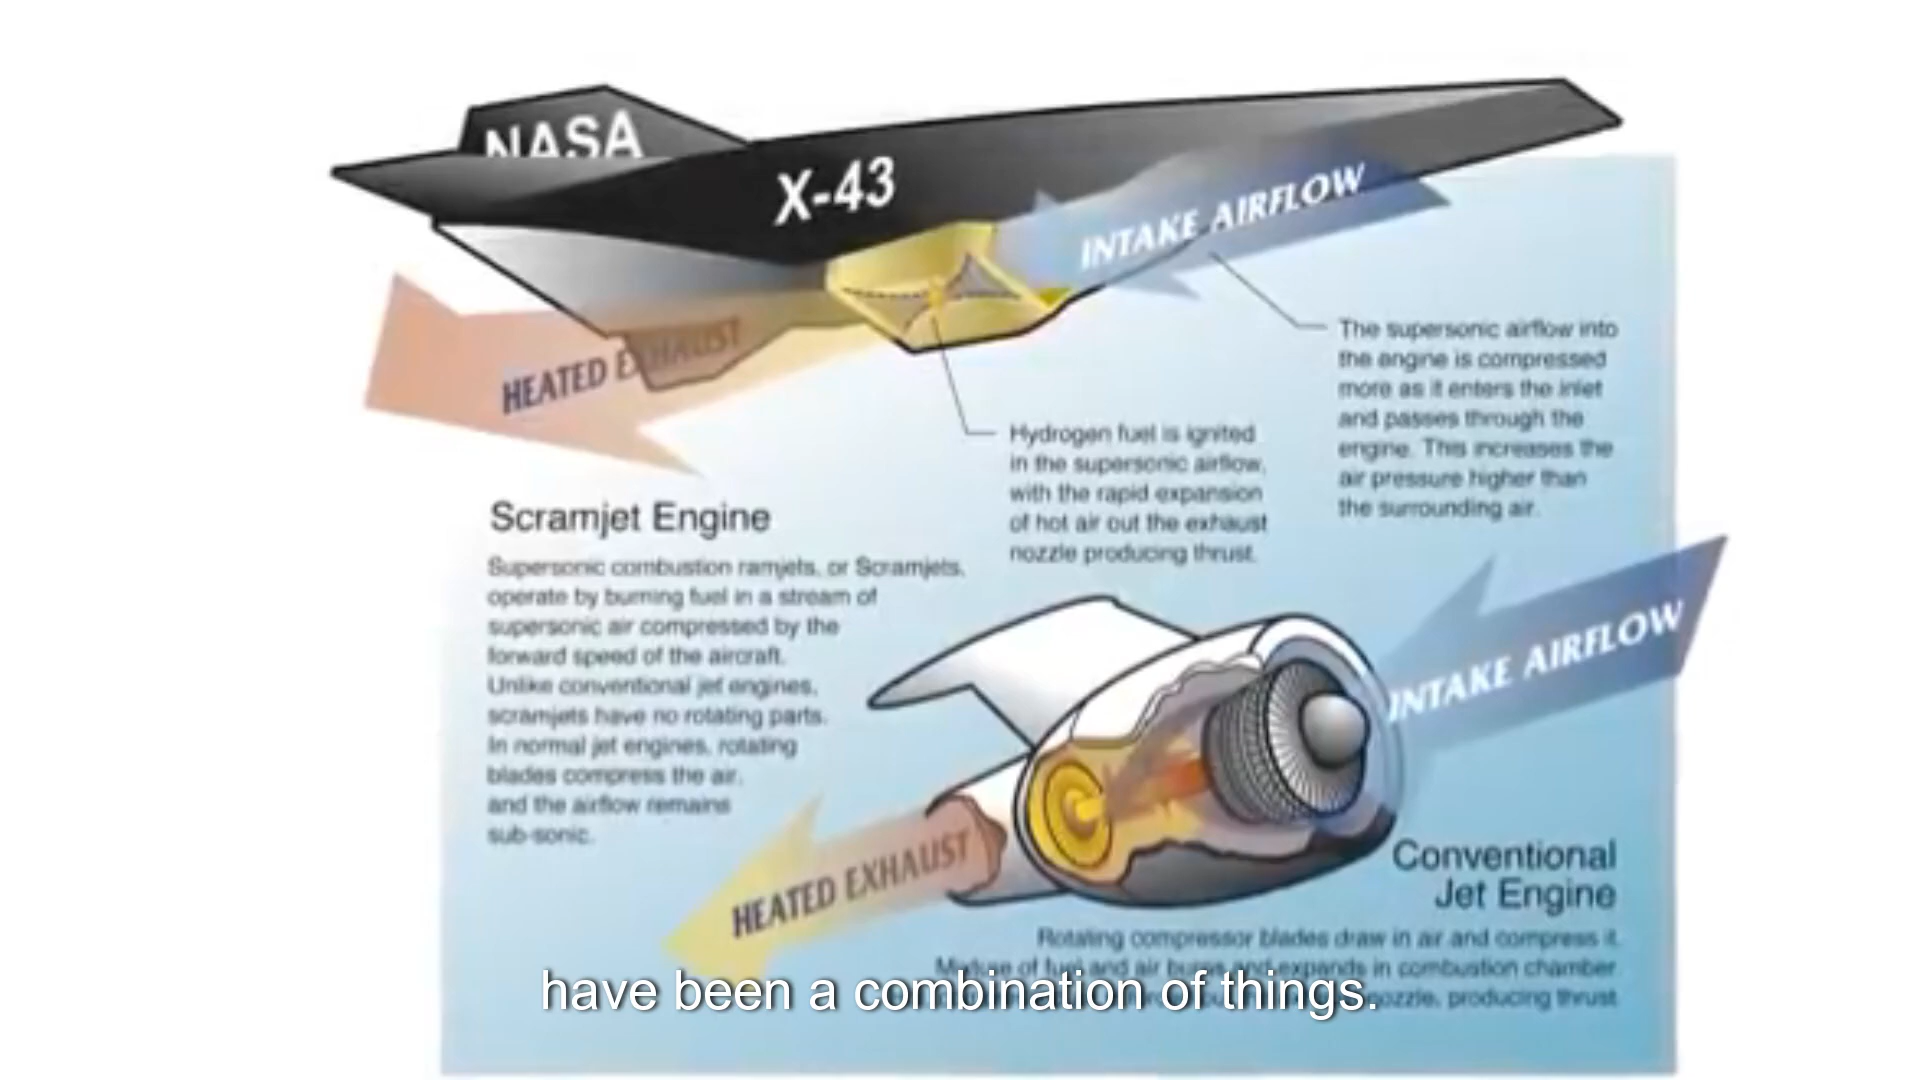 NASA
X-43
INTAKE AIRFLOW
HEATED EXHAUST
The supersonic airflow into
the engine is compressed
more as it enters the inlet
and passes through the
engine. This increases the
air pressure higher than
the surrounding air.
Hydrogen fuel is ignited
in the supersonic airflow,
with the rapid expansion
of hot air out the exhaust
nozzle producing thrust.
Scramjet Engine
Supersonic combustion ramjets, or Scramjets,
operate by burning fuel in a stream of
supersonic air compressed by the
forward speed of the aircraft.
Unlike conventional jet engines,
scramjets have no rotating parts.
In normal jet engines, rotating
blades compress the air,
and the airflow remains
sub-sonic.
INTAKE AIRFLOW
HEATED EXHAUST
Conventional
Jet Engine
Rotating compressor blades draw in air and compress it.
Mixture of fuel and air burns and expands in combustion chamber
nozzle, producing thrust
have been a combination of things.